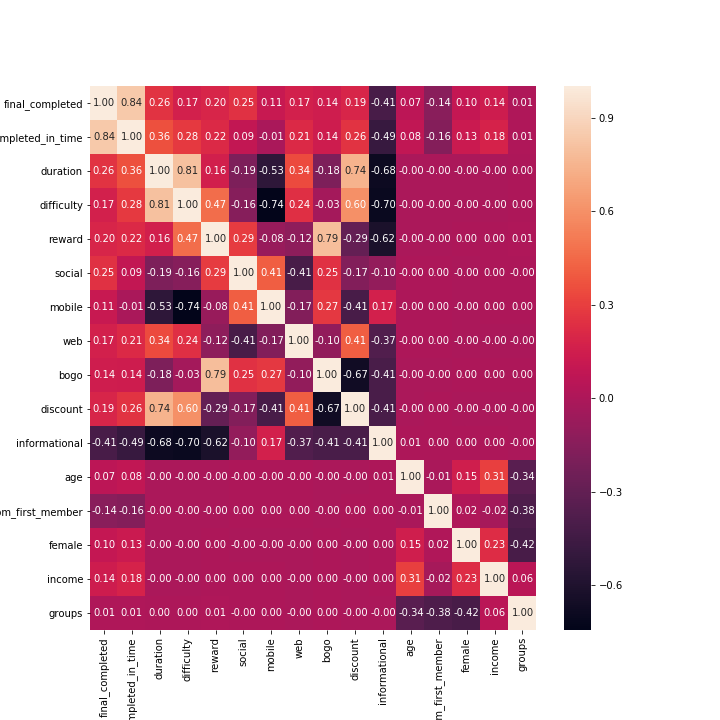 final_completed 1.00 0.84 0.26 0.17 0.20 0.25 0.11 0.17 0.14 0.19 -0.41 0.07 -0.14 0.10 0.14 0.01
mpleted_in_time 0.84 1.00 0.36 0.28 0.22 0.09 -0.01 0.21 0.14 0.26 -0.49 0.08 -0.16 0.13 0.18 0.01
duration 0.26 0.36 1.00 0.81 0.16 -0.19 -0.53 0.34 -0.18 0.74 -0.68 -0.00 -0.00 -0.00 -0.00 0.00
difficulty 0.17 0.28 0.81 1.00 0.47 -0.16 -0.74 0.24 -0.03 0.60 -0.70 -0.00 0.00 -0.00 -0.00 0.00
reward 0.20 0.22 0.16 0.47 1.00 0.29 -0.08 -0.12 0.79 -0.29 -0.62 -0.00 -0.00 0.00 0.00 0.01
social 0.25 0.09 -0.19 -0.16 0.29 1.00 0.41 -0.41 0.25 -0.17 -0.10 -0.00 0.00 0.00 -0.00 -0.00
mobile 0.11 -0.01 -0.53 -0.74 -0.08 0.41 1.00 -0.17 0.27 -0.41 0.17 -0.00 -0.00 0.00 0.00 0.00
web 0.17 0.21 0.34 0.24 -0.12 -0.41 -0.17 1.00 -0.10 0.41 -0.37 -0.00 0.00 -0.00 -0.00 -0.00
bogo 0.14 0.14 -0.18 -0.03 0.79 0.25 0.27 -0.10 1.00 -0.67 -0.41 -0.00 0.00 0.00 0.00 0.00
discount 0.19 0.26 0.74 0.60 -0.29 -0.17 -0.41 0.41 -0.67 1.00 -0.41 -0.00 -0.00 -0.00 -0.00 -0.00
informational -0.41 -0.49 -0.68 -0.70 -0.62 -0.10 0.17 -0.37 -0.41 -0.41 1.00 0.01 0.00 0.00 -0.00 -0.00
age 0.07 0.08 -0.00 -0.00 -0.00 -0.00 -0.00 -0.00 -0.00 -0.00 0.01 1.00 -0.01 0.15 0.31 -0.34
om_first_member -0.14 -0.16 -0.00 0.00 -0.00 0.00 -0.00 0.00 0.00 -0.00 0.00 -0.01 1.00 0.02 -0.02 -0.38
female 0.10 0.13 -0.00 -0.00 0.00 0.00 0.00 -0.00 0.00 -0.00 0.00 0.15 0.02 1.00 0.23 -0.42
income 0.14 0.18 -0.00 -0.00 0.00 -0.00 0.00 -0.00 0.00 -0.00 -0.00 0.31 -0.02 0.23 1.00 0.06
groups 0.01 0.01 0.00 0.00 0.01 -0.00 0.00 -0.00 0.00 -0.00 -0.00 -0.34 -0.38 -0.42 0.06 1.00
final_completed
mpleted_in_time
duration
difficulty
reward
social
mobile
web
bogo
discount
informational
age
m_first_member
female
income
groups
0.9
0.6
0.3
0.0
−0.3
−0.6